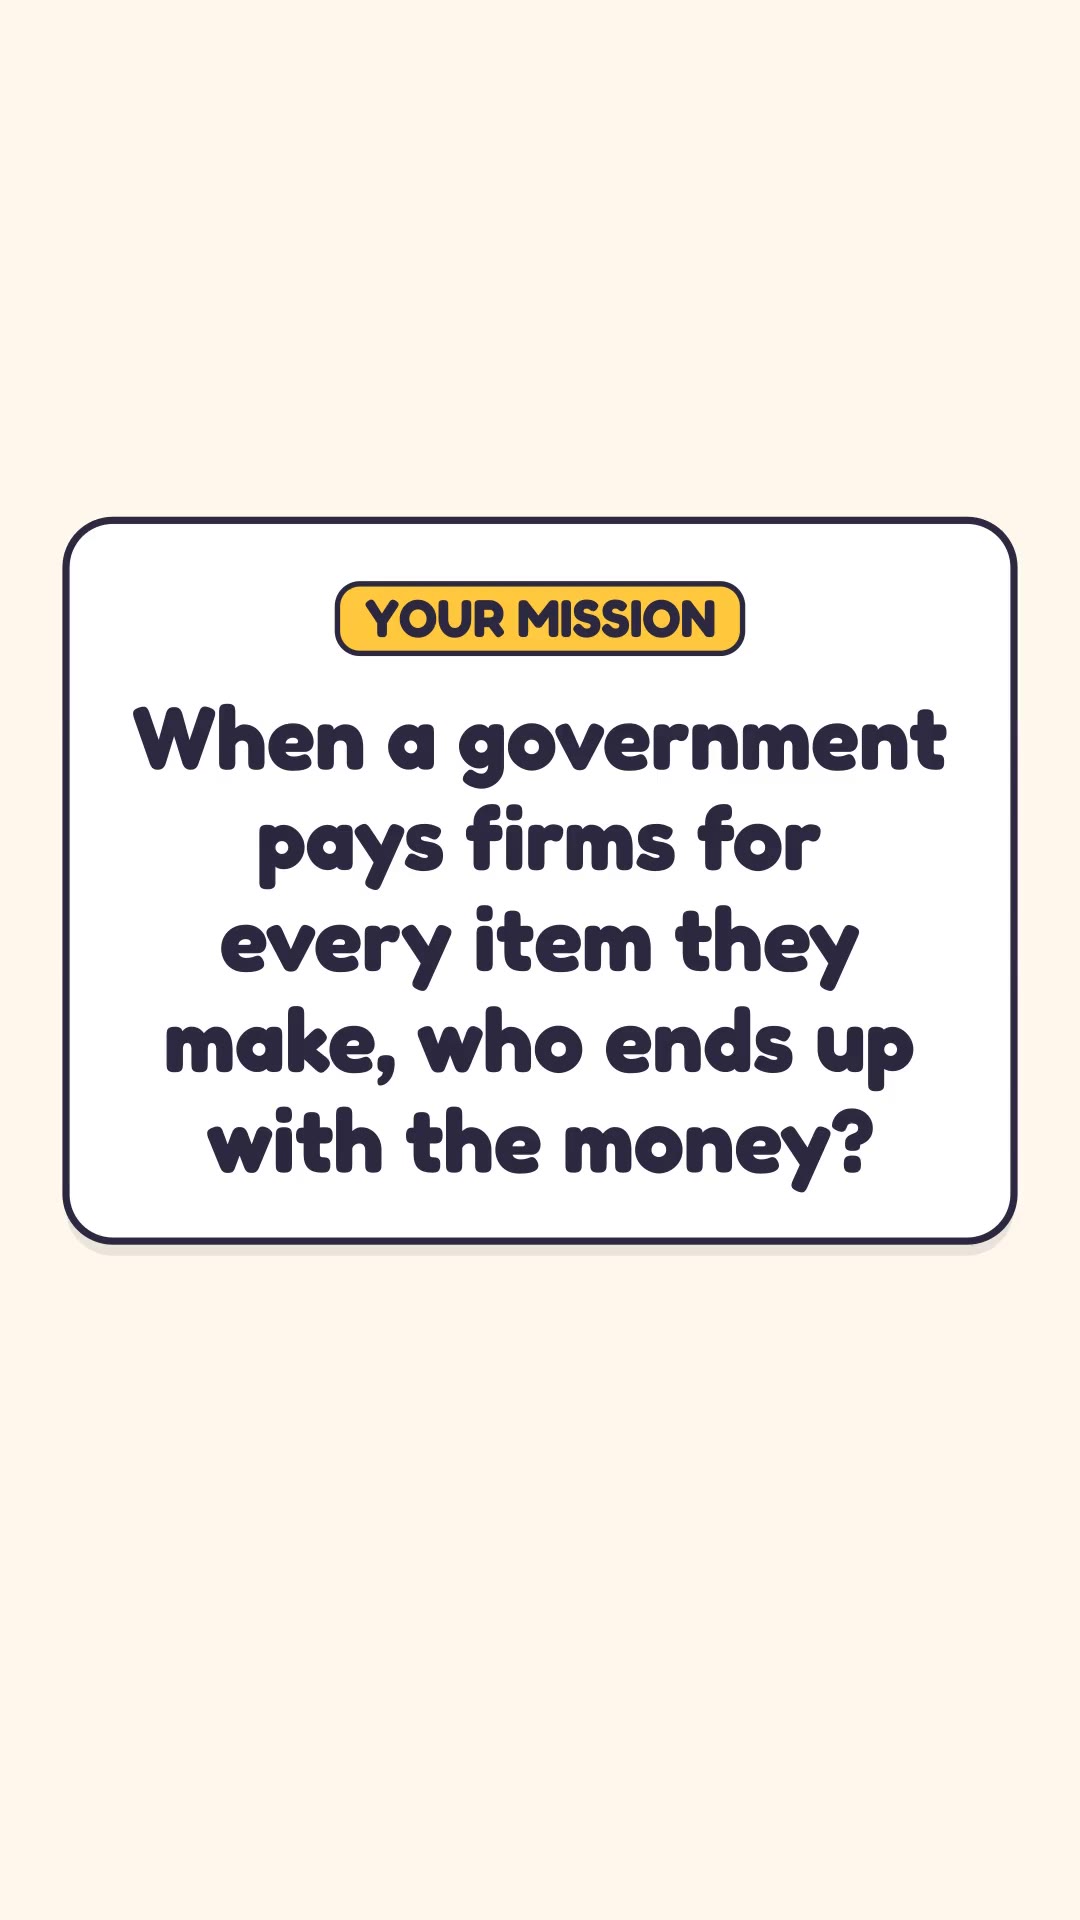 YOUR MISSION
When a government
pays firms for
every item they
make, who ends up
with the money?